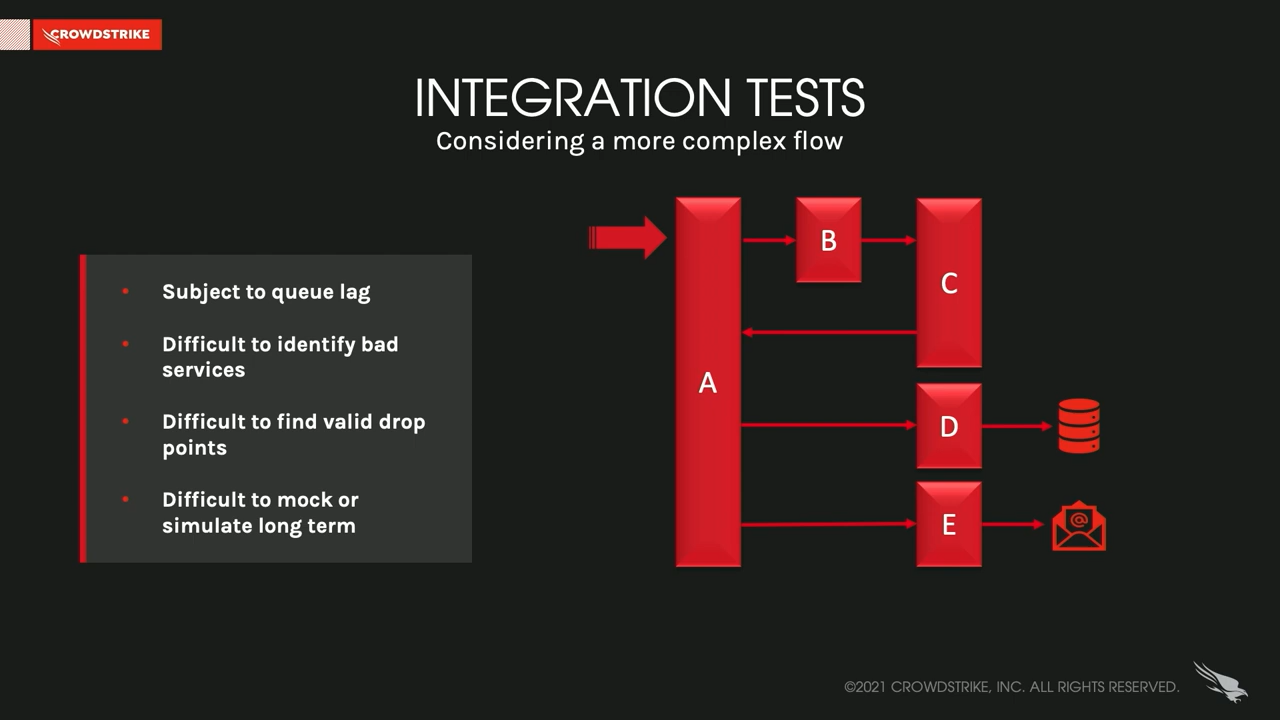 CROWDSTRIKE
INTEGRATION TESTS
Considering a more complex flow
• Subject to queue lag
• Difficult to identify bad
services
• Difficult to find valid drop
points
• Difficult to mock or
simulate long term
A
B
C
D
E
@
©2021 CROWDSTRIKE, INC. ALL RIGHTS RESERVED.